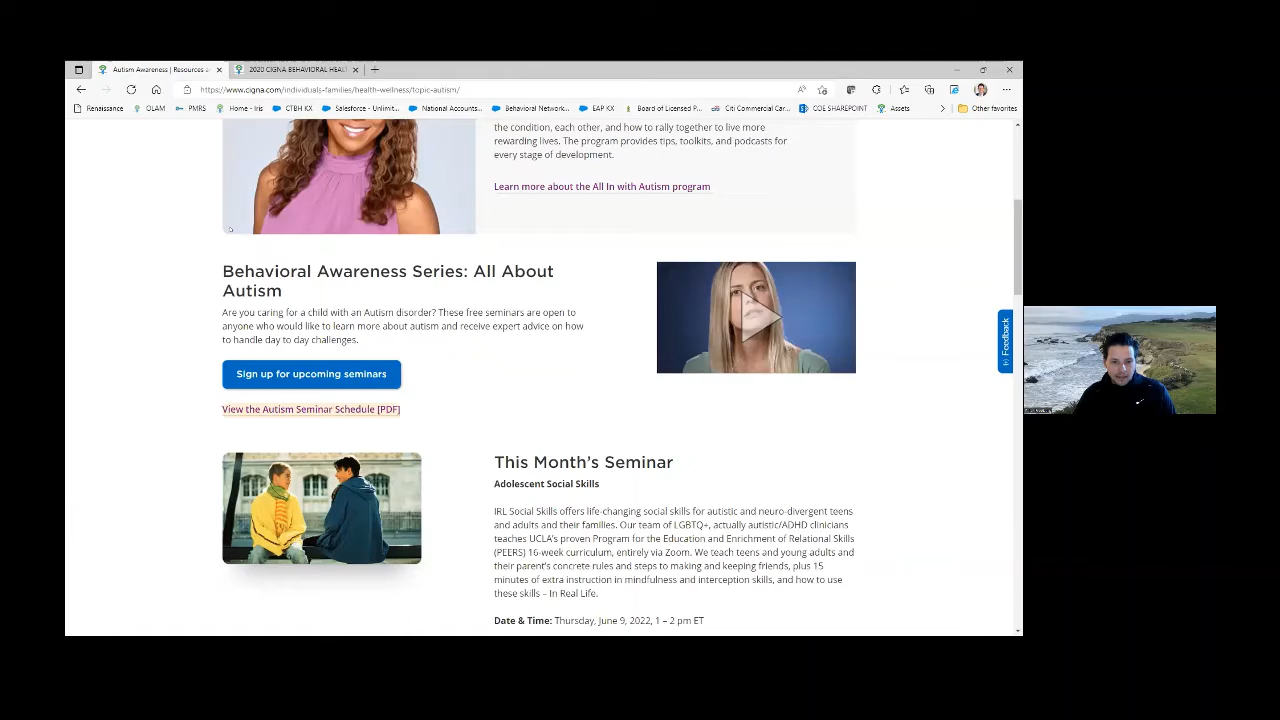 Autism Awareness | Resources a
2020 CIGNA BEHAVIORAL HEALT
https://www.cigna.com/individuals-families/health-wellness/topic-autism/
Renaissance OLAM PMRS Home - Iris CTBH KX Salesforce - Unlimit... National Accounts... Behavioral Network... EAP KX Board of Licensed P... Citi Commercial Car... COE SHAREPOINT Assets Other favorites
the condition, each other, and how to rally together to live more
rewarding lives. The program provides tips, toolkits, and podcasts for
every stage of development.
Learn more about the All In with Autism program
Behavioral Awareness Series: All About
Autism
Are you caring for a child with an Autism disorder? These free seminars are open to
anyone who would like to learn more about autism and receive expert advice on how
to handle day to day challenges.
Sign up for upcoming seminars
View the Autism Seminar Schedule [PDF]
Feedback
This Month's Seminar
Adolescent Social Skills
IRL Social Skills offers life-changing social skills for autistic and neuro-divergent teens
and adults and their families. Our team of LGBTQ+, actually autistic/ADHD clinicians
teaches UCLA's proven Program for the Education and Enrichment of Relational Skills
(PEERS) 16-week curriculum, entirely via Zoom. We teach teens and young adults and
their parent's concrete rules and steps to making and keeping friends, plus 15
minutes of extra instruction in mindfulness and interception skills, and how to use
these skills – In Real Life.
Date & Time: Thursday, June 9, 2022, 1 – 2 pm ET